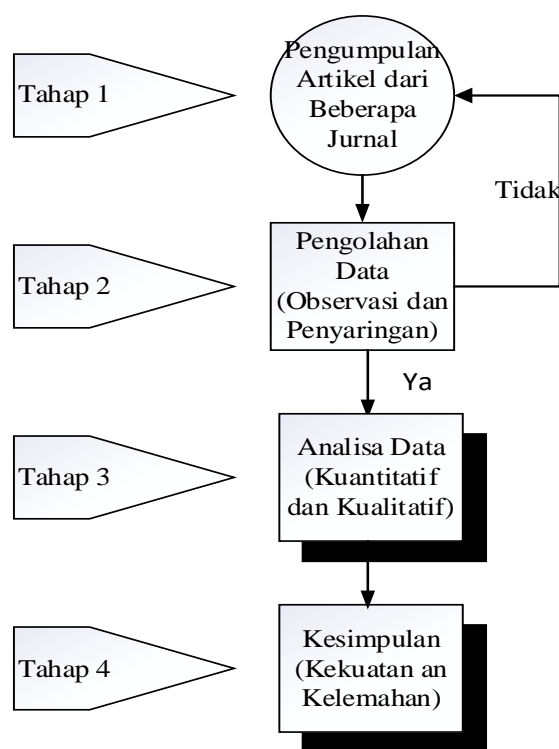 Tahap 1
Pengumpulan
Artikel dari
Beberapa
Jurnal
Tidak
Tahap 2
Pengolahan
Data
(Observasi dan
Penyaringan)
Ya
Tahap 3
Analisa Data
(Kuantitatif
dan Kualitatif)
Tahap 4
Kesimpulan
(Kekuatan an
Kelemahan)